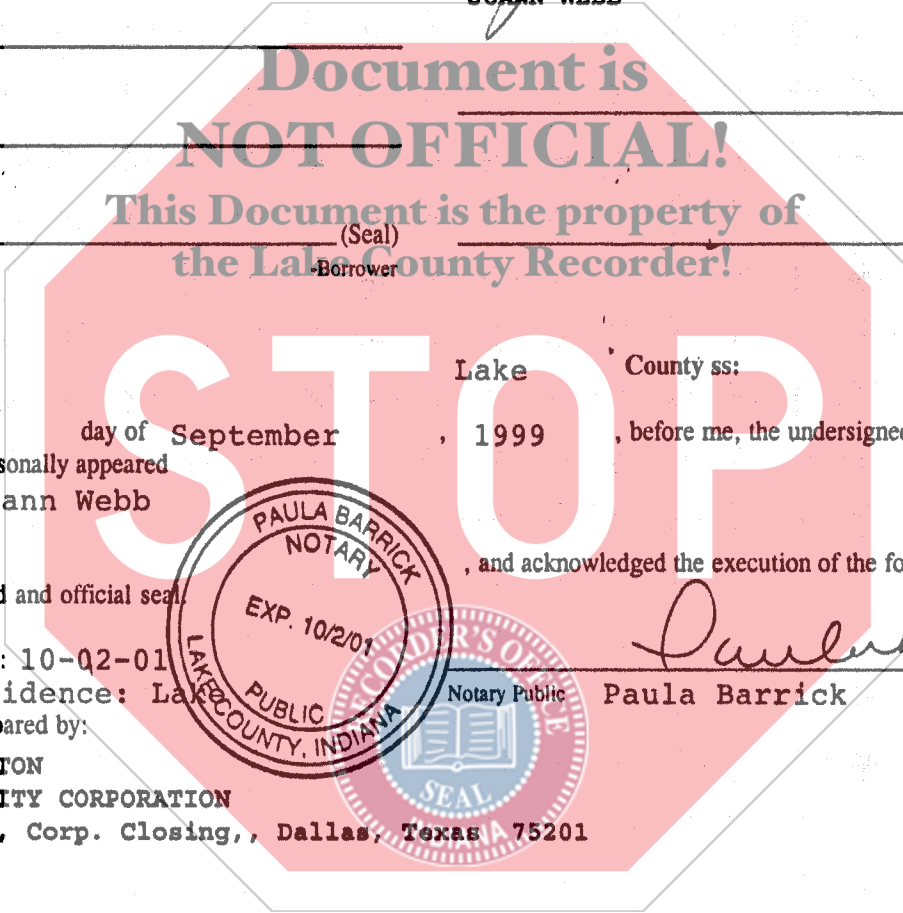 WEBB
Document is
NOT OFFICIAL!
This Document is the property of
(Seal)
the Lake County Recorder!
-Borrower
STOP
Lake County ss:
day of September , 1999 , before me, the undersigned
sonally appeared
ann Webb
PAULA BARRICK
NOTARY
EXP. 10/2/01
PUBLIC
LAKE COUNTY, INDIANA
, and acknowledged the execution of the fo
d and official seal.
: 10-02-01
idence: Lake
Notary Public Paula Barrick
pared by:
TON
ITY CORPORATION
, Corp. Closing,, Dallas, Texas 75201
RECORDER'S OFFICE
SEAL
INDIANA